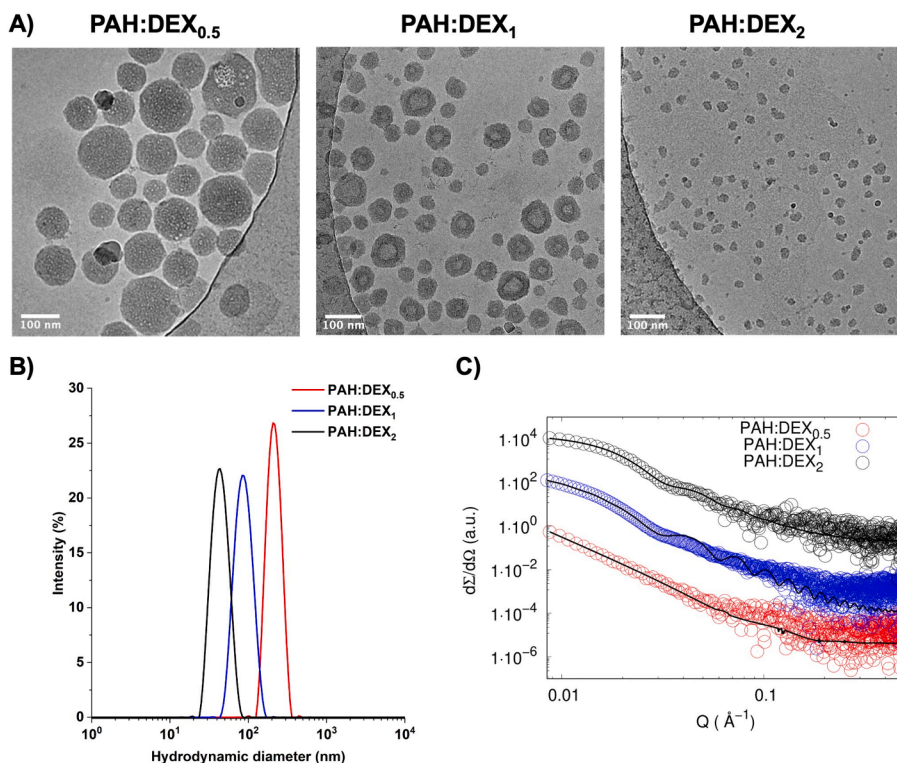 A) PAH:DEX0.5 PAH:DEX1 PAH:DEX2
100 nm 100 nm 100 nm
B)
30
25
20
15
10
5
0
Intensity (%)
PAH:DEX0.5
PAH:DEX1
PAH:DEX2
10^0 10^1 10^2 10^3 10^4
Hydrodynamic diameter (nm)
C)
1·10^4
1·10^2
1·10^0
1·10^-2
1·10^-4
1·10^-6
dΣ/dΩ (a.u.)
PAH:DEX0.5
PAH:DEX1
PAH:DEX2
0.01 0.1
Q ( Å^-1)